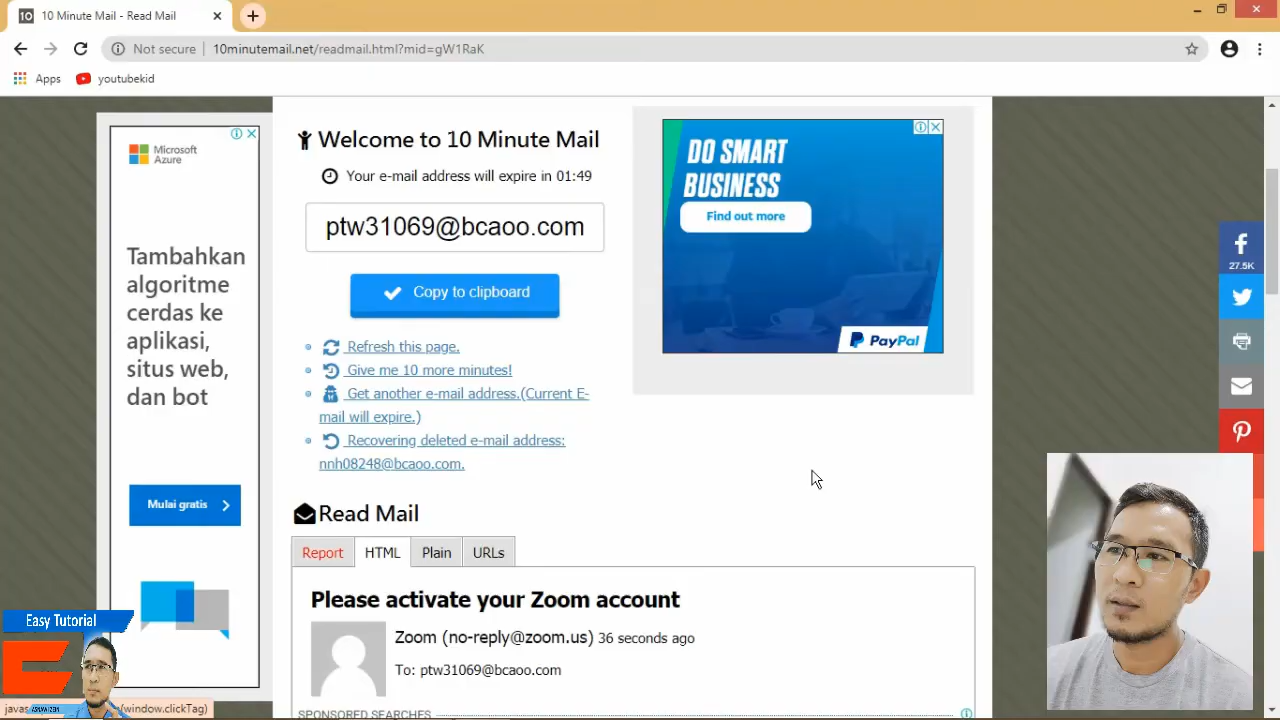 10 Minute Mail - Read Mail
Not secure
10minutemail.net/readmail.html?mid=gW1RaK
Apps
youtubekid
Microsoft
Azure
Tambahkan
algoritme
cerdas ke
aplikasi,
situs web,
dan bot
Mulai gratis
Welcome to 10 Minute Mail
Your e-mail address will expire in 01:49
ptw31069@bcaoo.com
Copy to clipboard
Refresh this page.
Give me 10 more minutes!
Get another e-mail address.(Current E-
mail will expire.)
Recovering deleted e-mail address:
nnh08248@bcaoo.com.
DO SMART
BUSINESS
Find out more
PayPal
27.5K
Read Mail
Report
HTML
Plain
URLs
Please activate your Zoom account
Zoom (no-reply@zoom.us) 36 seconds ago
To: ptw31069@bcaoo.com
SPONSORED SEARCHES
Easy Tutorial
javas
(window.clickTag)